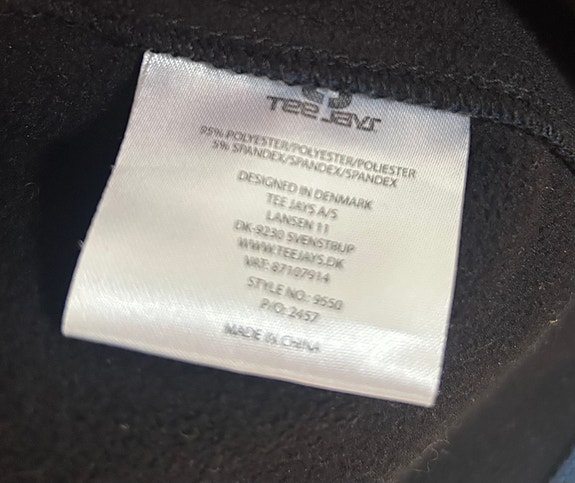 TEE JAYS
95% POLYESTER/POLYESTER/POLIESTER
5% SPANDEX/SPANDEX/SPANDEX
DESIGNED IN DENMARK
TEE JAYS A/S
LANSEN 11
DK-9230 SVENSTRUP
WWW.TEEJAYS.DK
VAT: 87107914
STYLE NO.: 9550
P/O: 2457
MADE IN CHINA